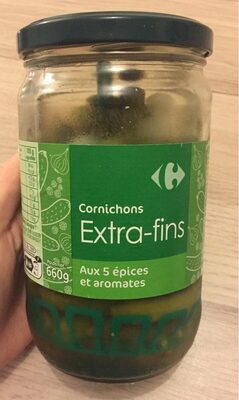 Cornichons
Extra-fins
Aux 5 épices
et aromates
660g